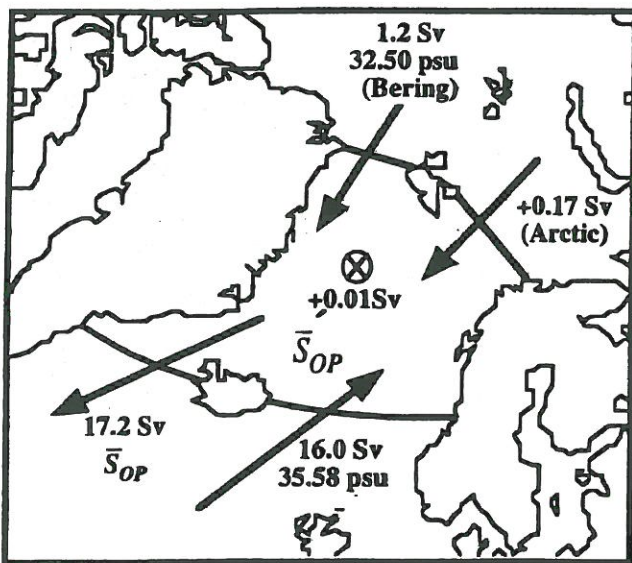 1.2 Sv
32.50 psu
(Bering)
+0.17 Sv
(Arctic)
+0.01Sv
S̄OP
17.2 Sv
S̄OP
16.0 Sv
35.58 psu